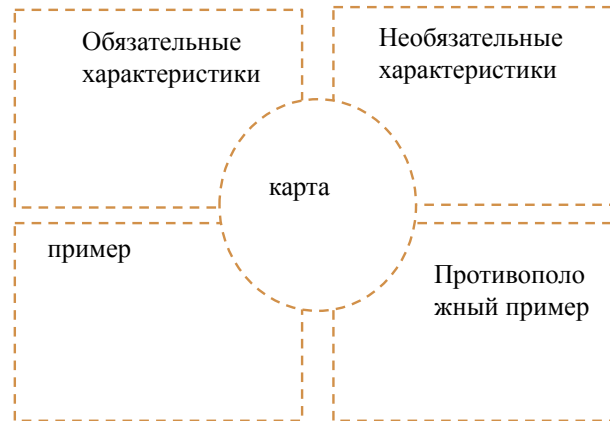 Обязательные
характеристики
Необязательные
характеристики
карта
пример
Противополо
жный пример